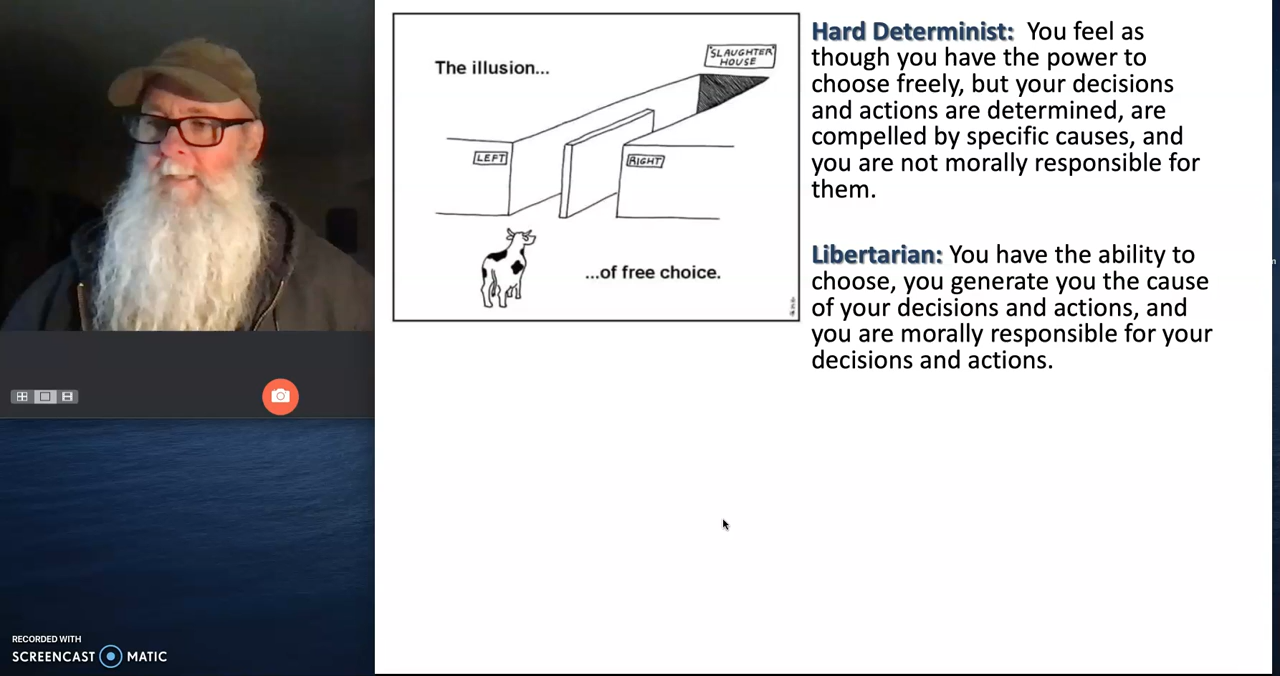 The illusion...
"SLAUGHTER"
HOUSE
LEFT
RIGHT
...of free choice.
Hard Determinist: You feel as
though you have the power to
choose freely, but your decisions
and actions are determined, are
compelled by specific causes, and
you are not morally responsible for
them.
Libertarian: You have the ability to
choose, you generate you the cause
of your decisions and actions, and
you are morally responsible for your
decisions and actions.
RECORDED WITH
SCREENCAST MATIC